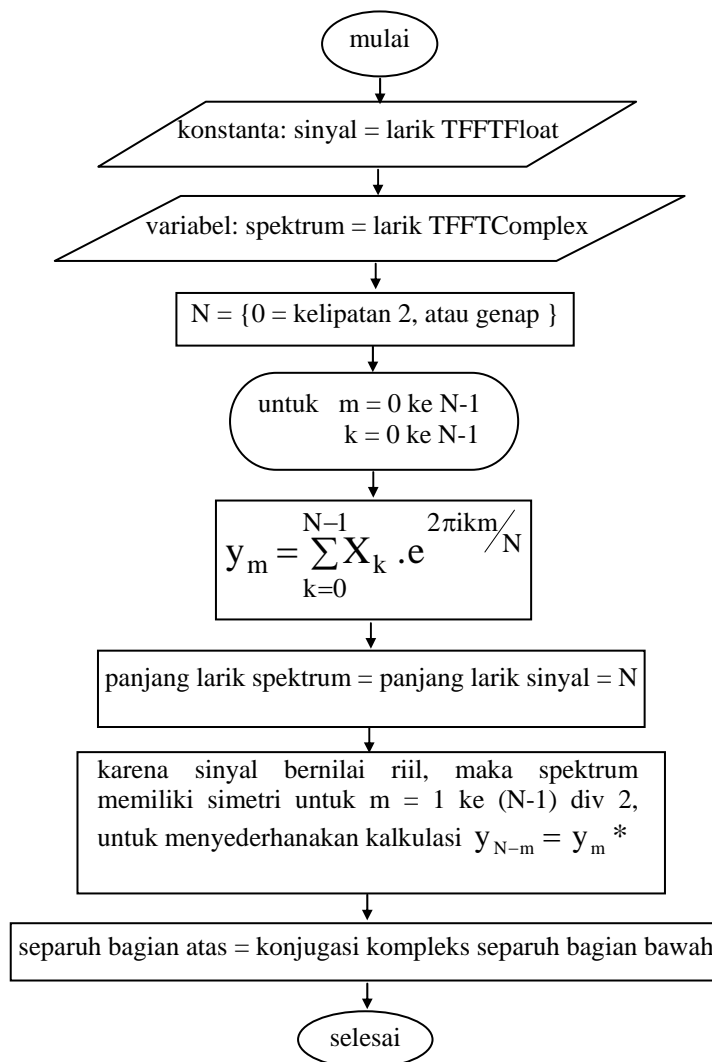 mulai
konstanta: sinyal = larik TFFTFloat
variabel: spektrum = larik TFFTComplex
N = {0 = kelipatan 2, atau genap }
untuk m = 0 ke N-1
k = 0 ke N-1
y_m = ∑_{k=0}^{N−1} X_k .e^{2πikm/N}
panjang larik spektrum = panjang larik sinyal = N
karena sinyal bernilai riil, maka spektrum
memiliki simetri untuk m = 1 ke (N-1) div 2,
untuk menyederhanakan kalkulasi y_{N−m} = y_m *
separuh bagian atas = konjugasi kompleks separuh bagian bawah
selesai